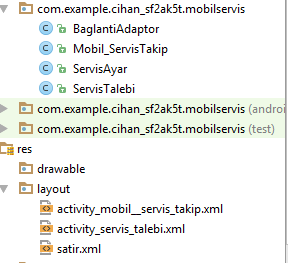 com.example.cihan_sf2ak5t.mobilservis
BaglantiAdaptor
Mobil_ServisTakip
ServisAyar
ServisTalebi
com.example.cihan_sf2ak5t.mobilservis (androi
com.example.cihan_sf2ak5t.mobilservis (test)
res
drawable
layout
activity_mobil__servis_takip.xml
activity_servis_talebi.xml
satir.xml